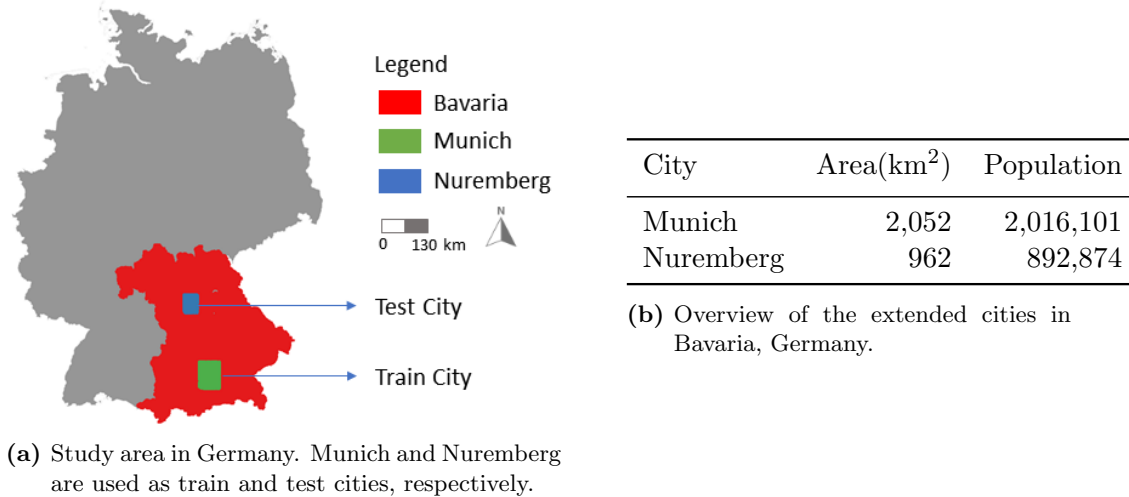 Legend
Bavaria
Munich
Nuremberg
N
0 130 km
Test City
Train City
(a) Study area in Germany. Munich and Nuremberg
are used as train and test cities, respectively.
City Area(km²) Population
Munich 2,052 2,016,101
Nuremberg 962 892,874
(b) Overview of the extended cities in
Bavaria, Germany.